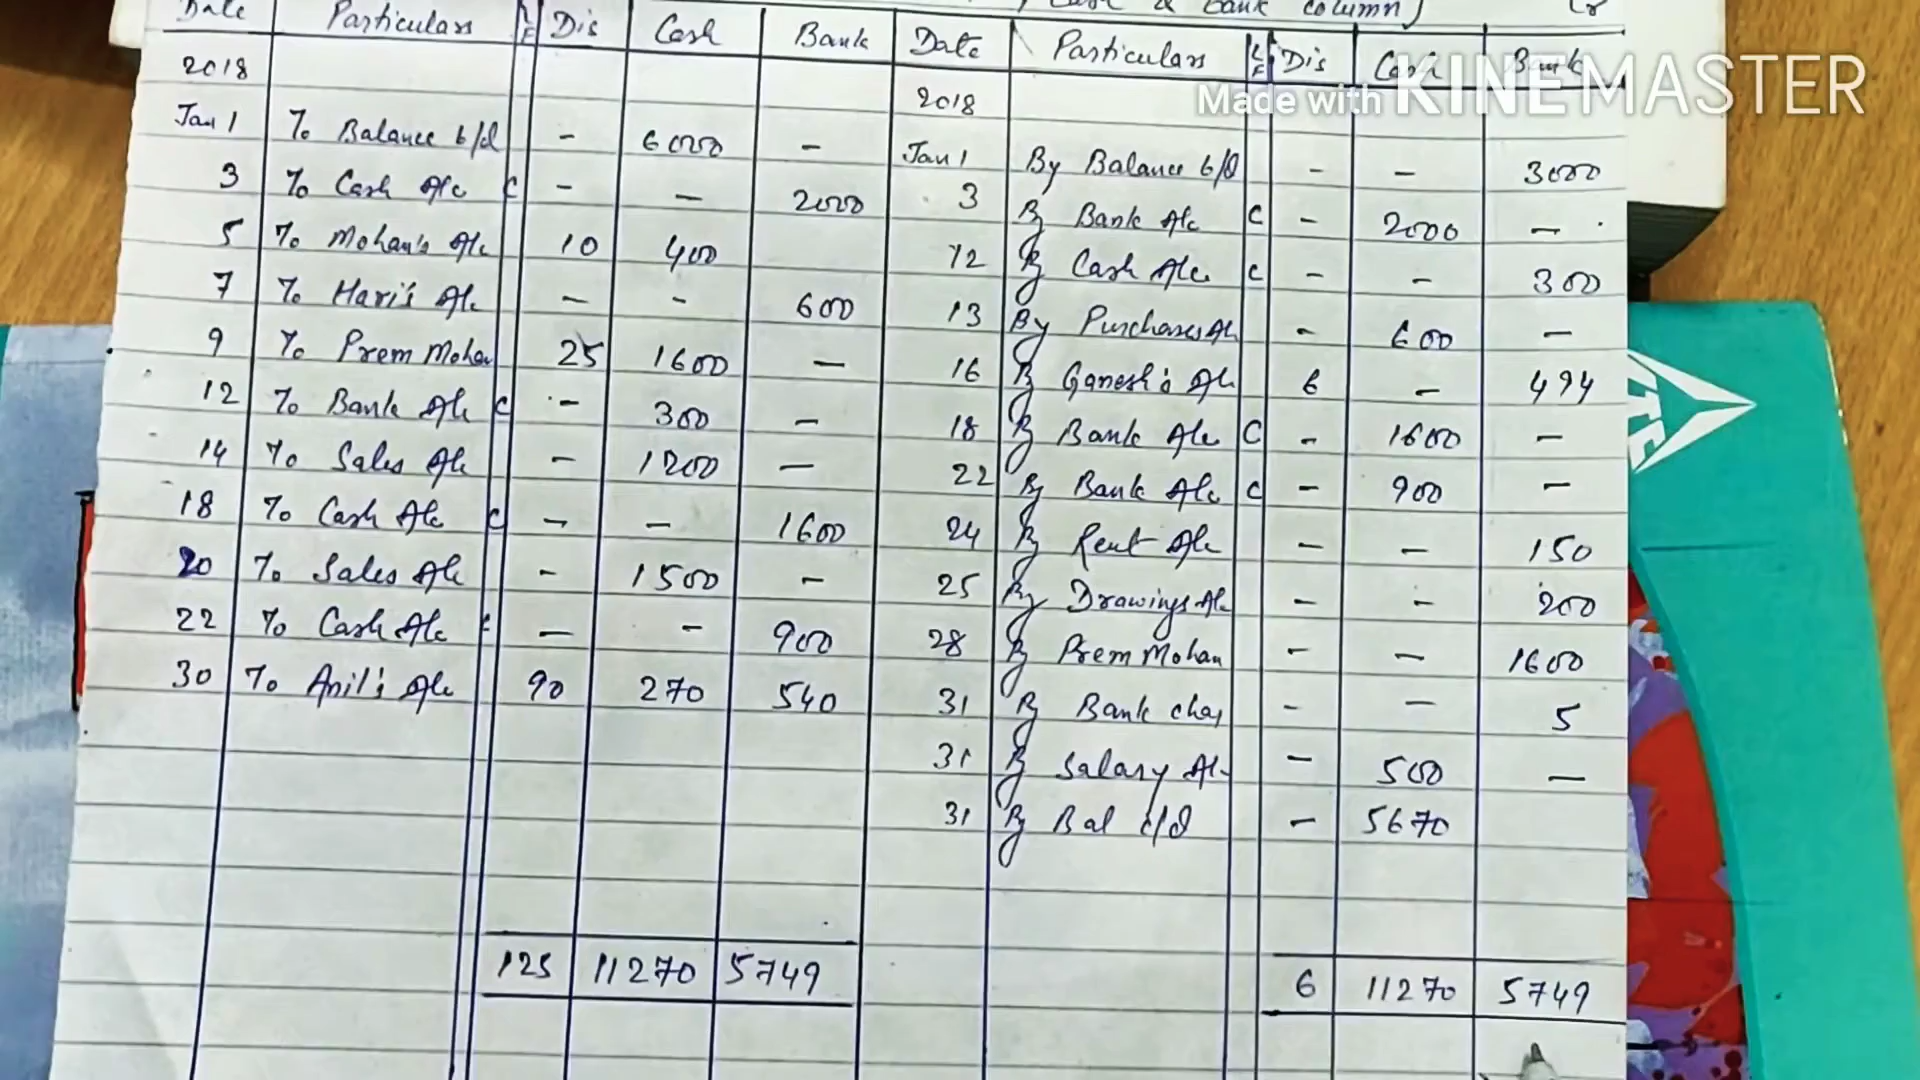 Cash & Bank Column)
Date Particulars LF Dis Cash Bank Date Particulars LF Dis Cash Bank
Made with KINEMASTER
2018 2018
Jan 1 To Balance b/d - 6000 - Jan 1 By Balance b/d - - 3000
3 To Cash A/c C - - 2000 3 By Bank A/c C - 2000 -
5 To Mohan's A/c 10 400 12 By Cash A/c C - - 300
7 To Hari's A/c - - 600 13 By Purchases A/c - 600 -
9 To Prem Mohan 25 1600 - 16 By Ganesh's A/c 6 - 494
12 To Bank A/c C - 300 - 18 By Bank A/c C - 1600 -
14 To Sales A/c - 1200 - 22 By Bank A/c C - 900 -
18 To Cash A/c C - - 1600 24 By Rent A/c - - 150
20 To Sales A/c - 1500 - 25 By Drawings A/c - - 200
22 To Cash A/c C - - 900 28 By Prem Mohan - - 1600
30 To Anil's A/c 90 270 540 31 By Bank chaj - - 5
31 By Salary A/c - 500 -
31 By Bal c/d - 5670
125 11270 5749 6 11270 5749